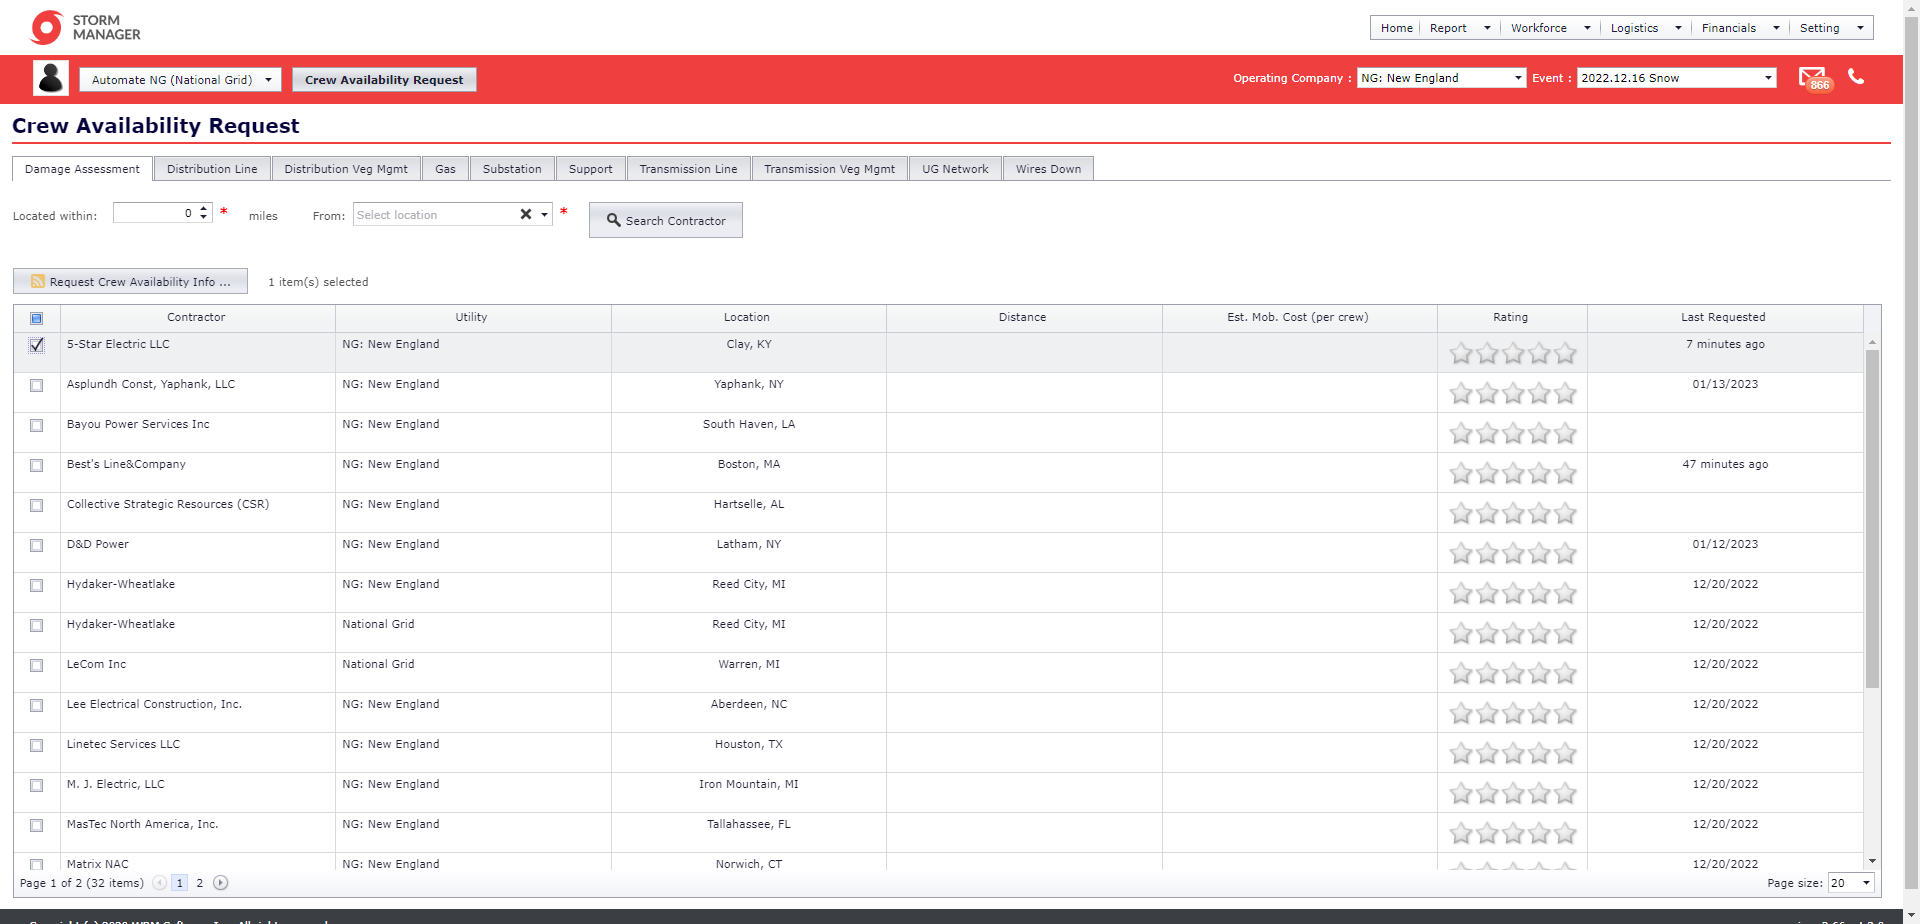 STORM
MANAGER
Home Report Workforce Logistics Financials Setting
Automate NG (National Grid) Crew Availability Request Operating Company : NG: New England Event : 2022.12.16 Snow 866
Crew Availability Request
Damage Assessment Distribution Line Distribution Veg Mgmt Gas Substation Support Transmission Line Transmission Veg Mgmt UG Network Wires Down
Located within: 0 * miles From: Select location * Search Contractor
Request Crew Availability Info ... 1 item(s) selected
Contractor Utility Location Distance Est. Mob. Cost (per crew) Rating Last Requested
5-Star Electric LLC NG: New England Clay, KY 7 minutes ago
Asplundh Const, Yaphank, LLC NG: New England Yaphank, NY 01/13/2023
Bayou Power Services Inc NG: New England South Haven, LA
Best's Line&Company NG: New England Boston, MA 47 minutes ago
Collective Strategic Resources (CSR) NG: New England Hartselle, AL
D&D Power NG: New England Latham, NY 01/12/2023
Hydaker-Wheatlake NG: New England Reed City, MI 12/20/2022
Hydaker-Wheatlake National Grid Reed City, MI 12/20/2022
LeCom Inc National Grid Warren, MI 12/20/2022
Lee Electrical Construction, Inc. NG: New England Aberdeen, NC 12/20/2022
Linetec Services LLC NG: New England Houston, TX 12/20/2022
M. J. Electric, LLC NG: New England Iron Mountain, MI 12/20/2022
MasTec North America, Inc. NG: New England Tallahassee, FL 12/20/2022
Matrix NAC NG: New England Norwich, CT 12/20/2022
Page 1 of 2 (32 items) 1 2 Page size: 20